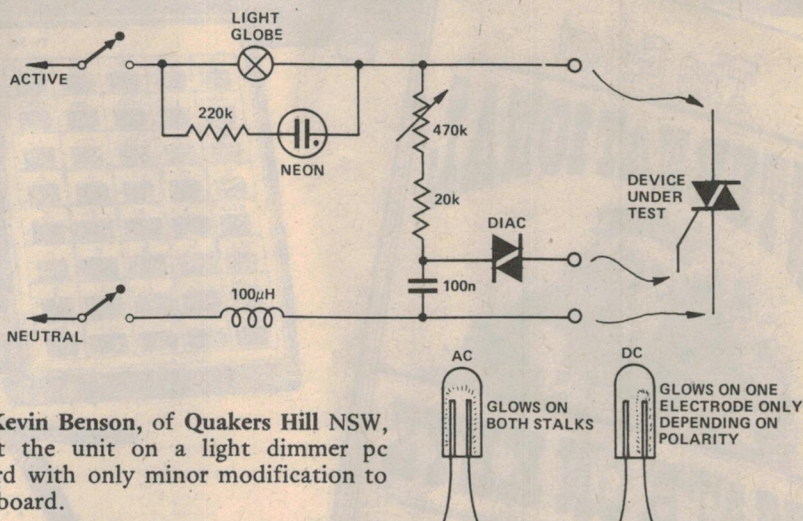 LIGHT
GLOBE
ACTIVE
220k
NEON
470k
20k
DIAC
DEVICE
UNDER
TEST
100n
100μH
NEUTRAL
AC
GLOWS ON
BOTH STALKS
DC
GLOWS ON ONE
ELECTRODE ONLY
DEPENDING ON
POLARITY
Kevin Benson, of Quakers Hill NSW,
the unit on a light dimmer pc
with only minor modification to
board.